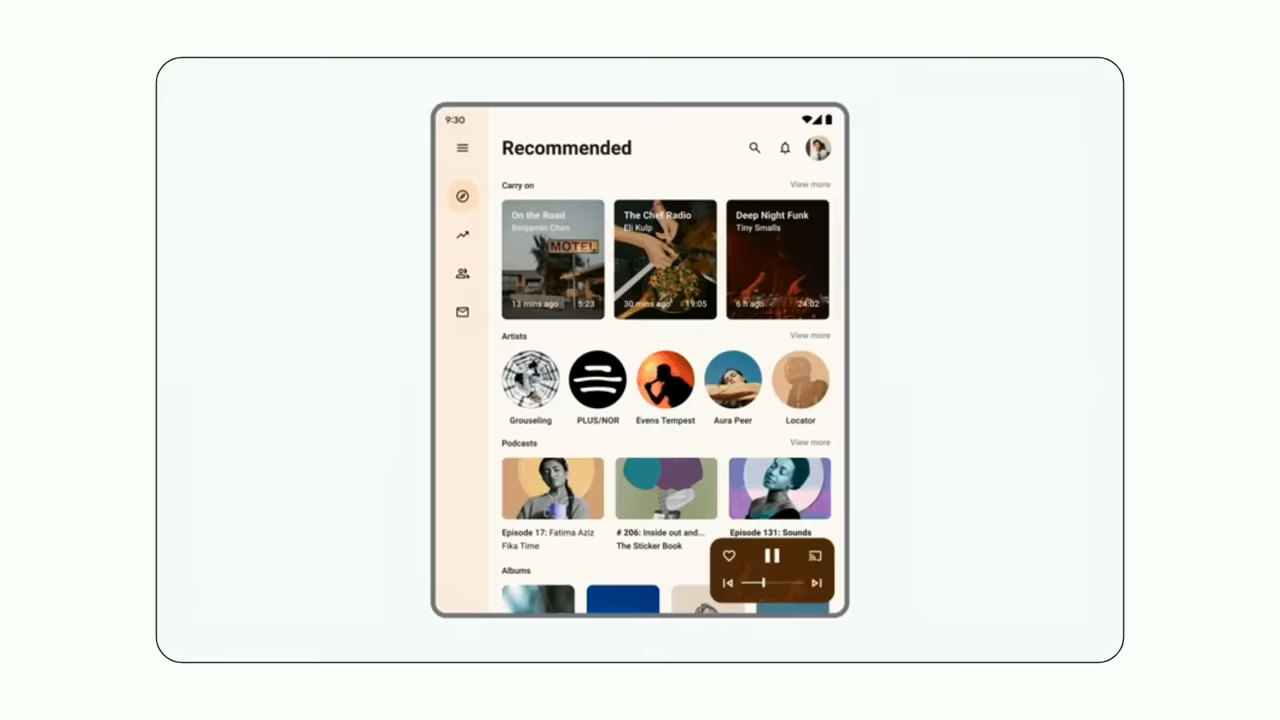 9:30
Recommended
Carry on
View more
On the Road
Benjamin Chan
MOTEL
13 mins ago
5:23
The Chef Radio
Eli Kulp
30 mins ago
19:05
Deep Night Funk
Tiny Smalls
6 h ago
24:02
Artists
View more
Grouseling
PLUS/NOR
Evens Tempest
Aura Peer
Locator
Podcasts
View more
Episode 17: Fatima Aziz
Fika Time
# 206: Inside out and...
The Sticker Book
Episode 131: Sounds
Albums